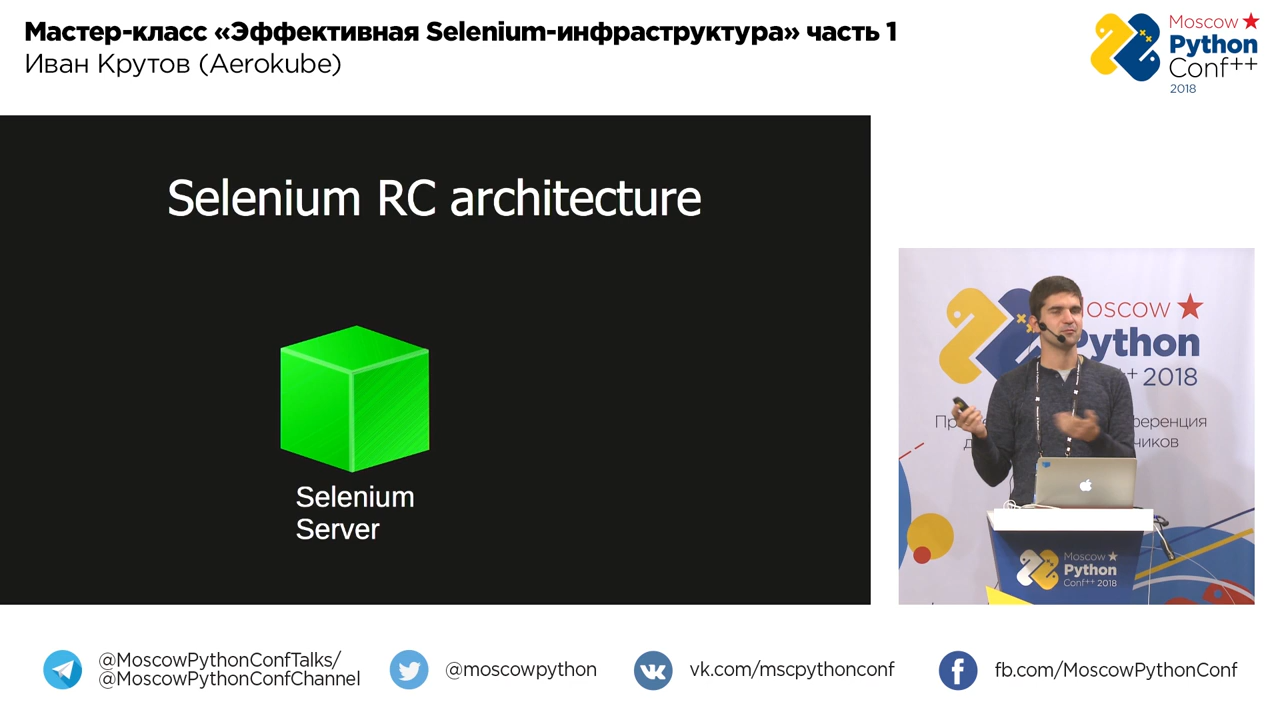 Мастер-класс «Эффективная Selenium-инфраструктура» часть 1
Иван Крутов (Aerokube)
Moscow
Python
Conf++
2018
Selenium RC architecture
Selenium
Server
Moscow
Python
2018
Moscow
Python
Conf++ 2018
@MoscowPythonConfTalks/
@MoscowPythonConfChannel
@moscowpython
vk.com/mscpythonconf
fb.com/MoscowPythonConf